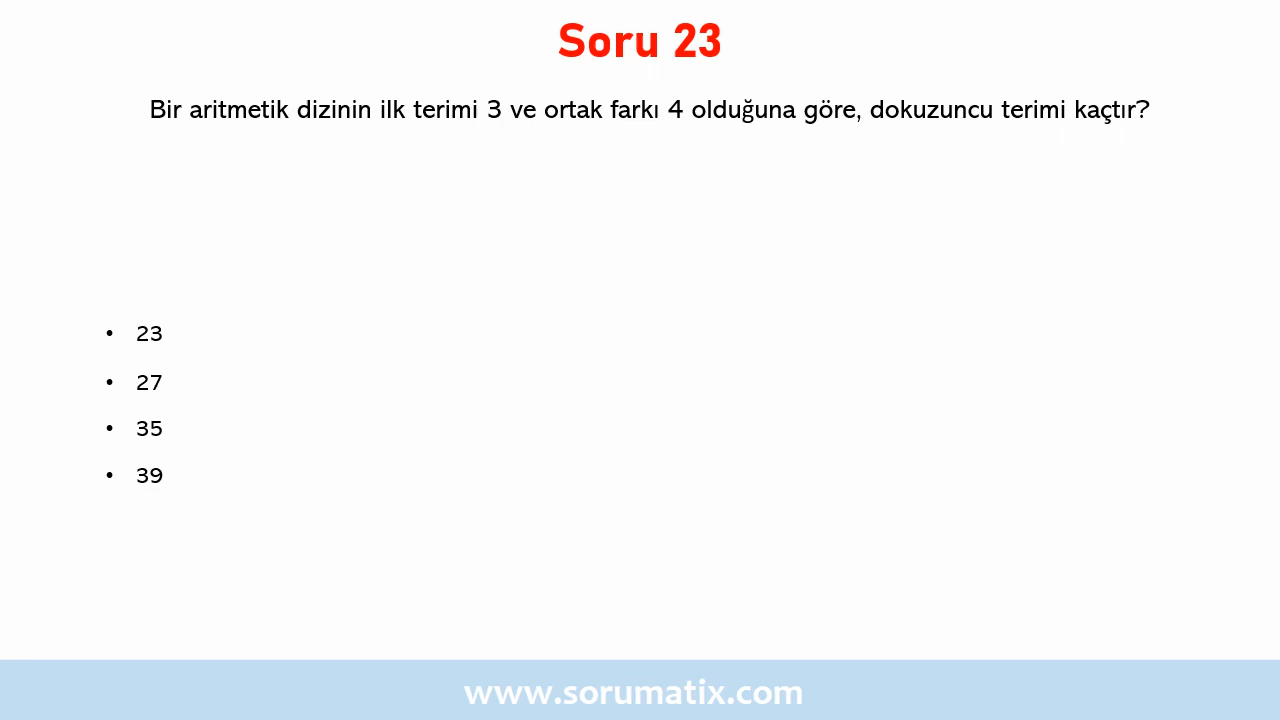 Soru 23
Bir aritmetik dizinin ilk terimi 3 ve ortak farkı 4 olduğuna göre, dokuzuncu terimi kaçtır?
• 23
• 27
• 35
• 39
www.sorumatix.com